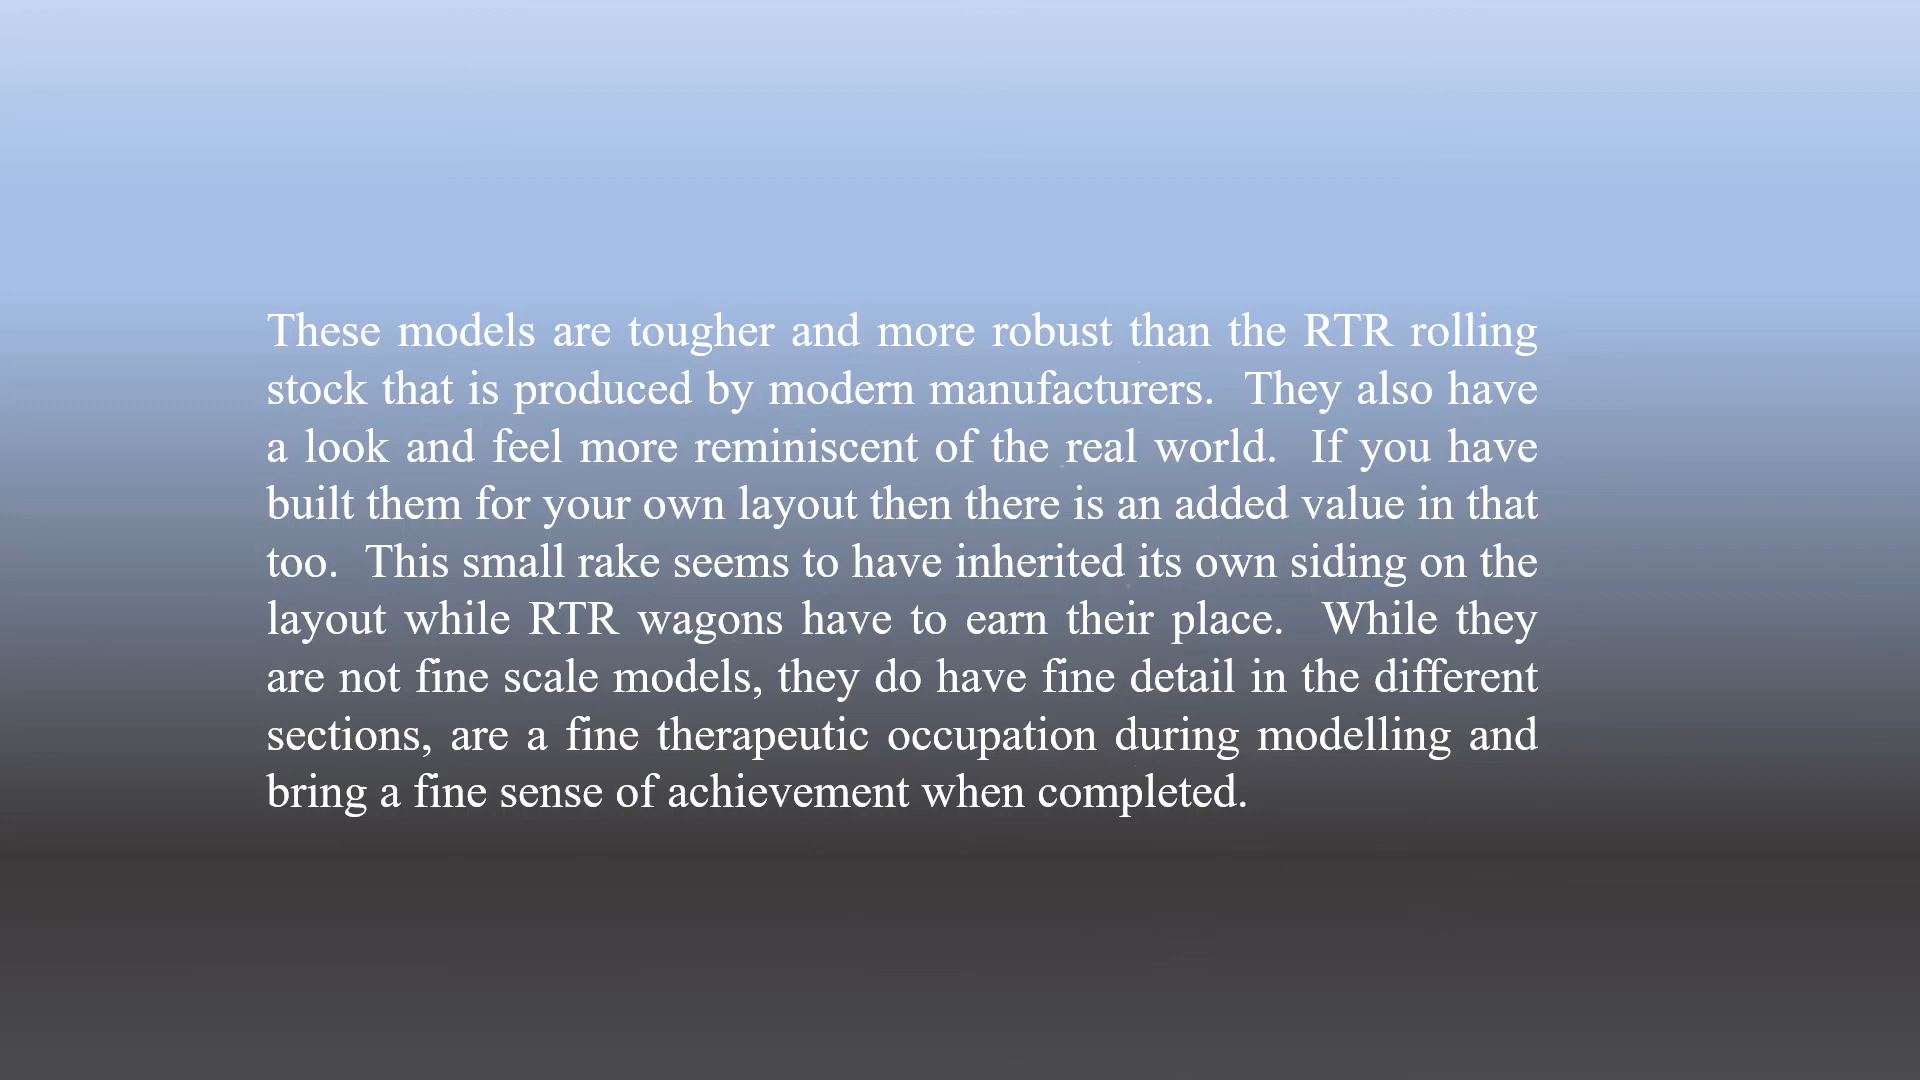 These models are tougher and more robust than the RTR rolling
stock that is produced by modern manufacturers.  They also have
a look and feel more reminiscent of the real world.  If you have
built them for your own layout then there is an added value in that
too.  This small rake seems to have inherited its own siding on the
layout while RTR wagons have to earn their place.  While they
are not fine scale models, they do have fine detail in the different
sections, are a fine therapeutic occupation during modelling and
bring a fine sense of achievement when completed.